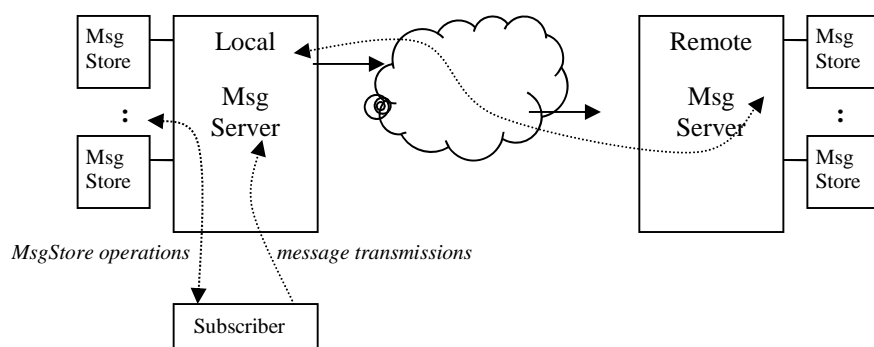 Msg
Store
:
Msg
Store
Local
Msg
Server
Remote
Msg
Server
Msg
Store
:
Msg
Store
MsgStore operations
message transmissions
Subscriber